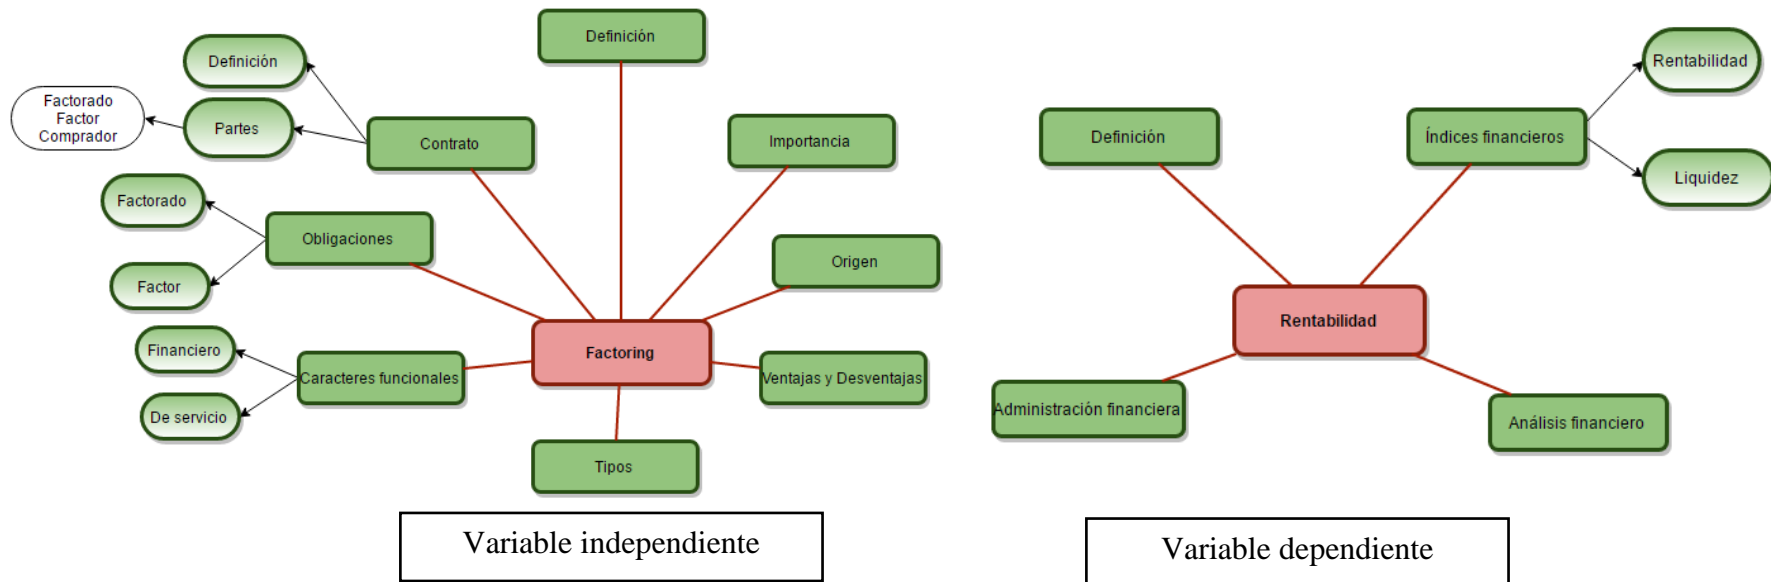 Definición
Definición
Factorado
Factor
Comprador
Partes
Contrato
Importancia
Factorado
Obligaciones
Origen
Factor
Financiero
Caracteres funcionales
Factoring
Ventajas y Desventajas
De servicio
Tipos
Variable independiente
Rentabilidad
Definición
Índices financieros
Liquidez
Rentabilidad
Administración financiera
Análisis financiero
Variable dependiente